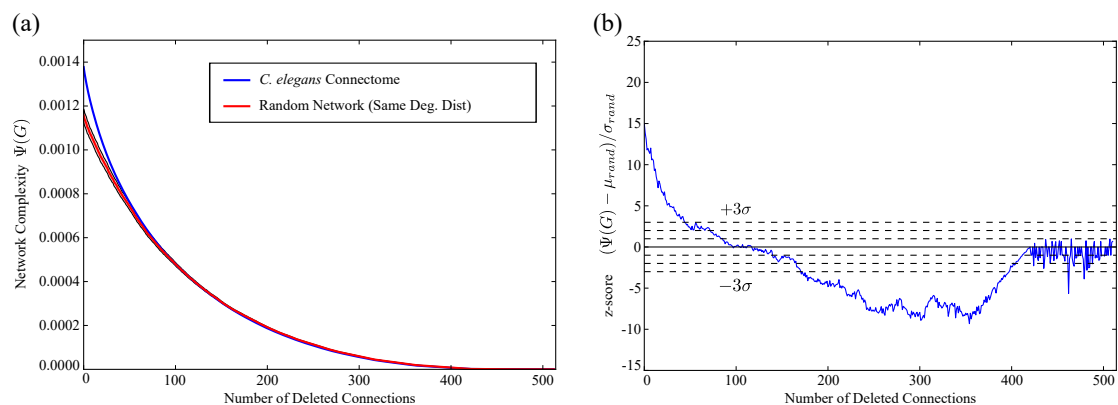 (a)
0.0014
0.0012
0.0010
0.0008
0.0006
0.0004
0.0002
0.0000
Network Complexity Ψ(G)
C. elegans Connectome
Random Network (Same Deg. Dist)
0 100 200 300 400 500
Number of Deleted Connections
(b)
25
20
15
10
5
0
-5
-10
-15
z-score (Ψ(G) − μrand)/σrand
+3σ
−3σ
0 100 200 300 400 500
Number of Deleted Connections